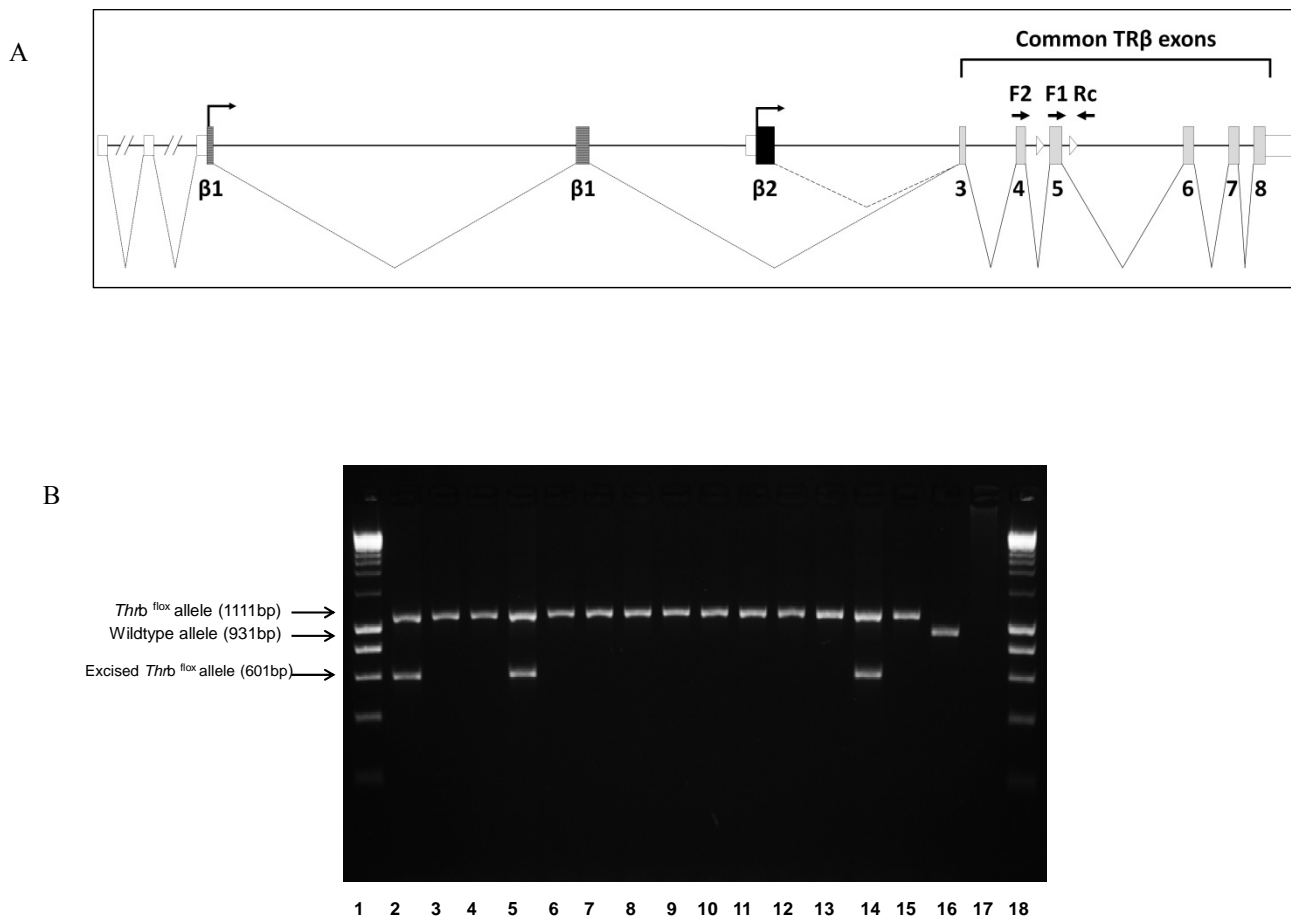 A
Common TRβ exons
F2 F1 Rc
β1 β1 β2 3 4 5 6 7 8
B
Thrb flox allele (1111bp)
Wildtype allele (931bp)
Excised Thrb flox allele (601bp)
1 2 3 4 5 6 7 8 9 10 11 12 13 14 15 16 17 18